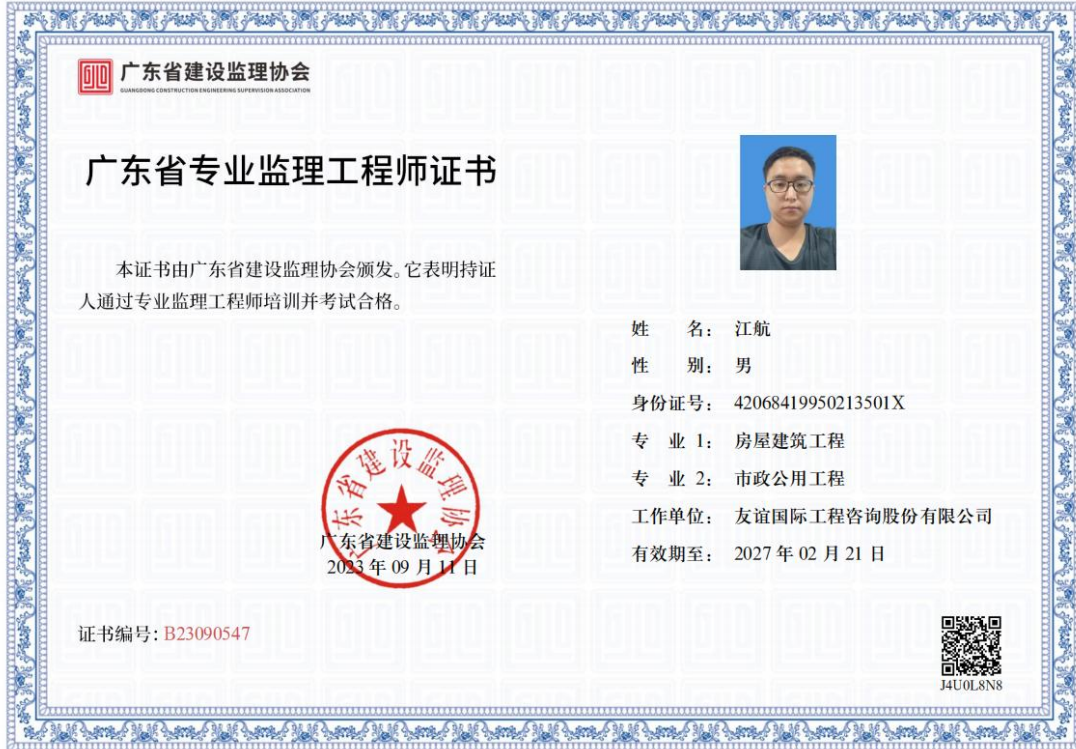 广东省建设监理协会
GUANGDONG CONSTRUCTION ENGINEERING SUPERVISION ASSOCIATION
广东省专业监理工程师证书
本证书由广东省建设监理协会颁发。它表明持证
人通过专业监理工程师培训并考试合格。
姓 名： 江航
性 别： 男
身份证号： 42068419950213501X
专 业 1： 房屋建筑工程
专 业 2： 市政公用工程
工作单位： 友谊国际工程咨询股份有限公司
有效期至： 2027 年 02 月 21 日
广东省建设监理协会
广东省建设监理协会
2023 年 09 月 11 日
证书编号: B23090547
J4U0L8N8